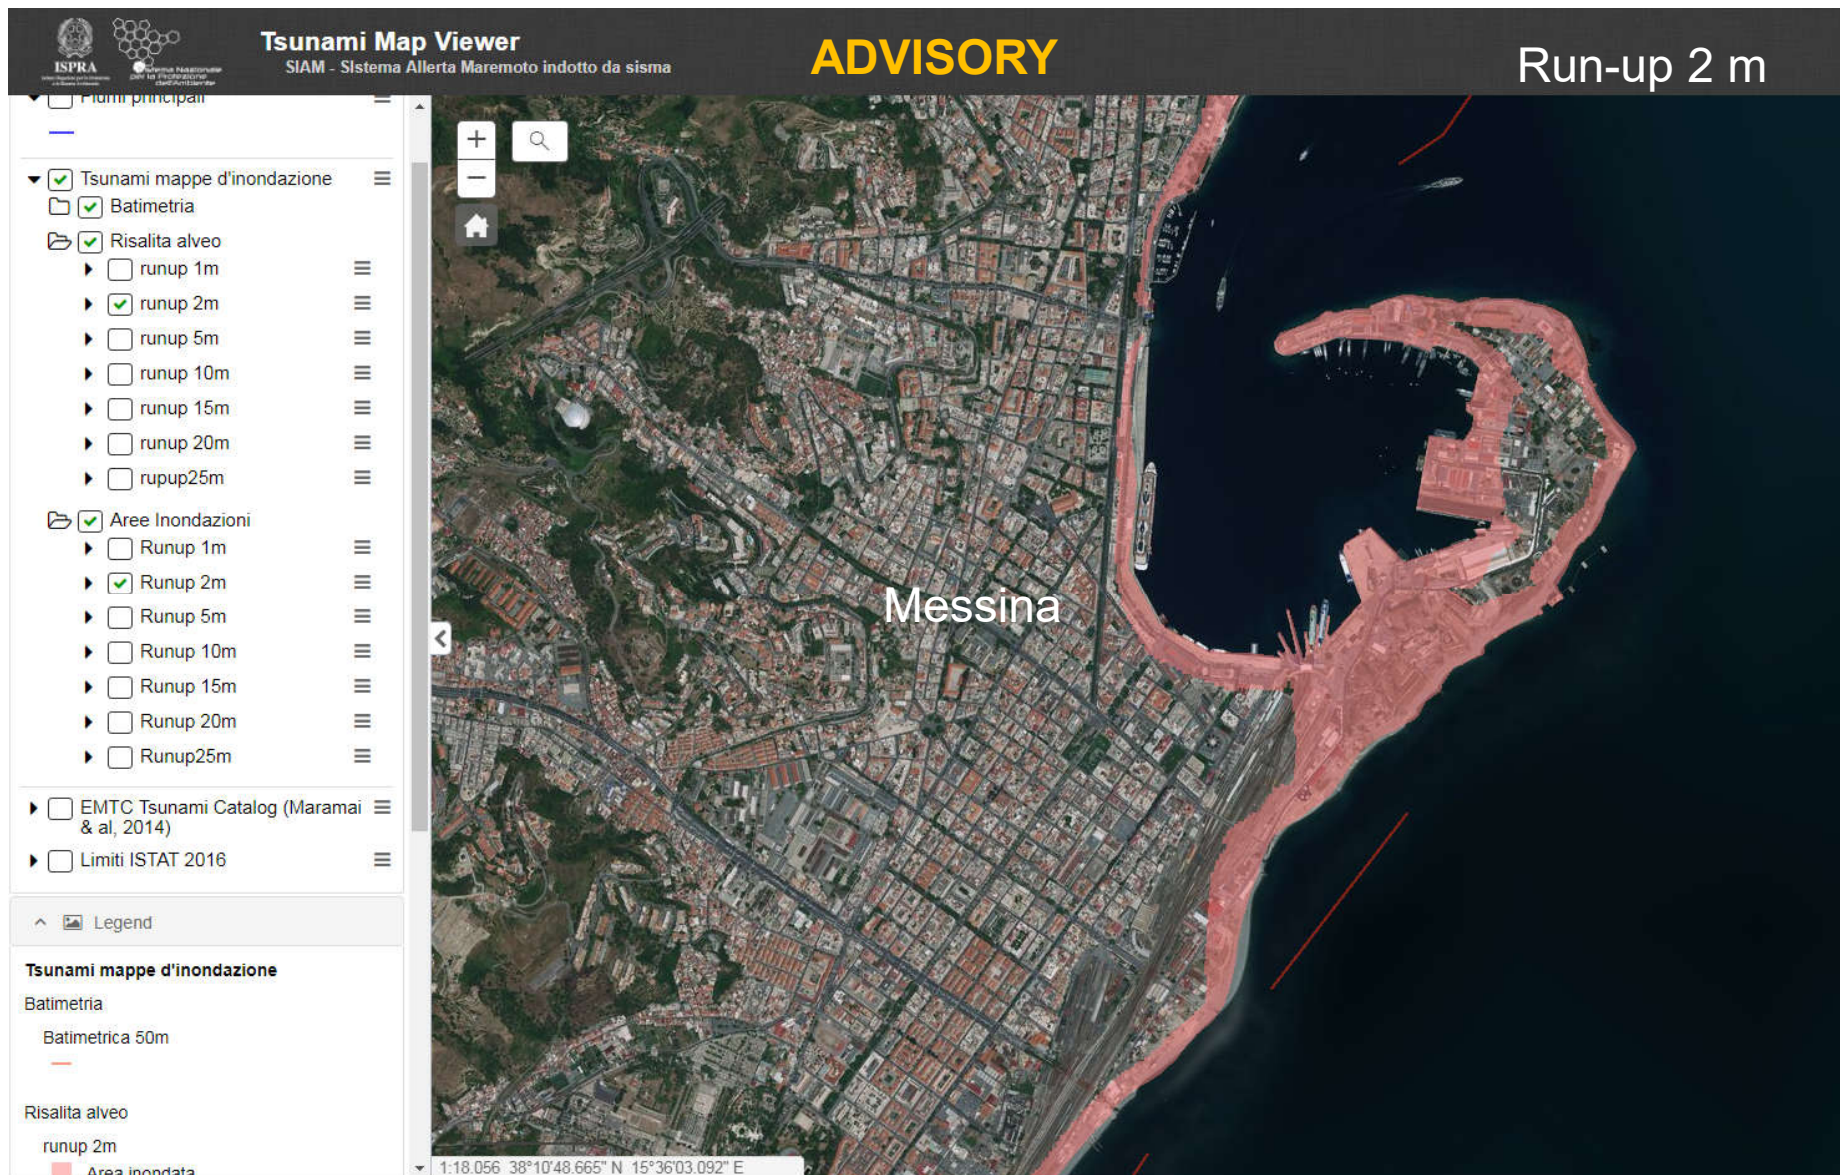 ISPRA
Tsunami Map Viewer
SIAM - SIstema Allerta Maremoto indotto da sisma
ADVISORY
Run-up 2 m
Fiumi principali
Tsunami mappe d'inondazione
Batimetria
Risalita alveo
runup 1m
runup 2m
runup 5m
runup 10m
runup 15m
runup 20m
rupup25m
Aree Inondazioni
Runup 1m
Runup 2m
Runup 5m
Runup 10m
Runup 15m
Runup 20m
Runup25m
EMTC Tsunami Catalog (Maramai
& al, 2014)
Limiti ISTAT 2016
Legend
Tsunami mappe d'inondazione
Batimetria
Batimetrica 50m
Risalita alveo
runup 2m
Area inondata
Messina
1:18.056 38°10'48.665" N 15°36'03.092" E